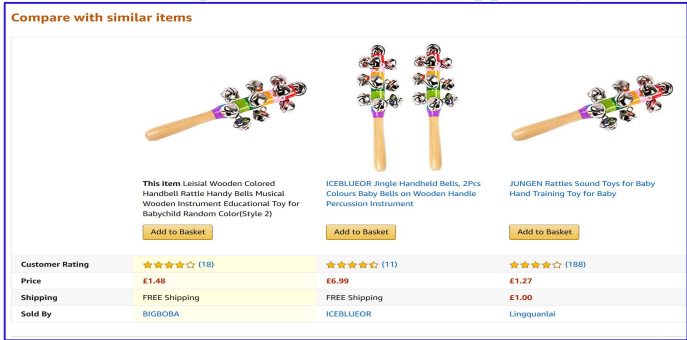 Compare with similar items
This item Leisial Wooden Colored
Handbell Rattle Handy Bells Musical
Wooden Instrument Educational Toy for
Babychild Random Color(Style 2)
Add to Basket
ICEBLUEOR Jingle Handheld Bells, 2Pcs
Colours Baby Bells on Wooden Handle
Percussion Instrument
Add to Basket
JUNGEN Rattles Sound Toys for Baby
Hand Training Toy for Baby
Add to Basket
Customer Rating (18) (11) (188)
Price £1.48 £6.99 £1.27
Shipping FREE Shipping FREE Shipping £1.00
Sold By BIGBOBA ICEBLUEOR Lingquanlai